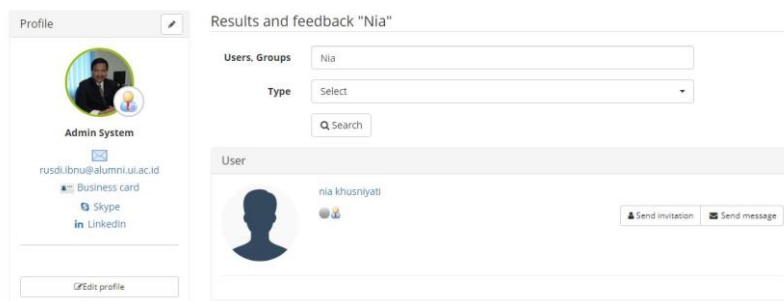 Profile
Admin System
rusdi.ibnu@alumni.ui.ac.id
Business card
Skype
in LinkedIn
Edit profile
Results and feedback "Nia"
Users, Groups Nia
Type Select
Search
User
nia khusniyati
Send invitation Send message